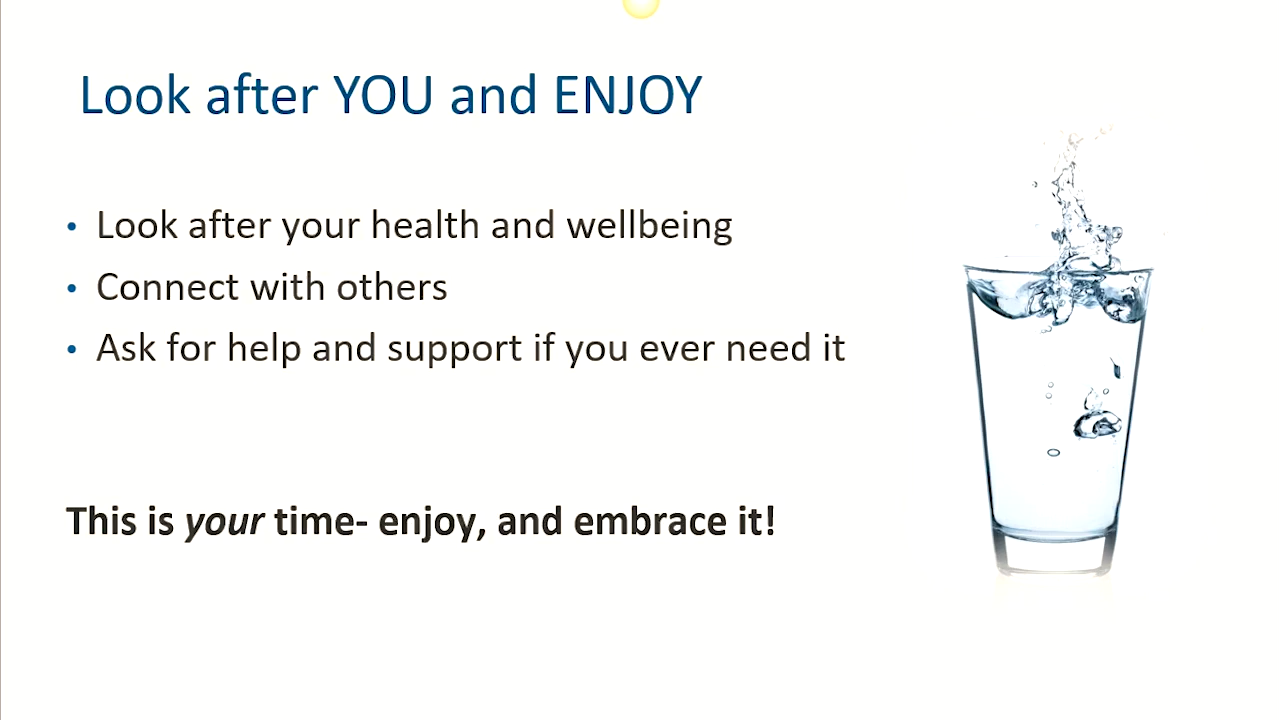 Look after YOU and ENJOY
• Look after your health and wellbeing
• Connect with others
• Ask for help and support if you ever need it
This is your time- enjoy, and embrace it!